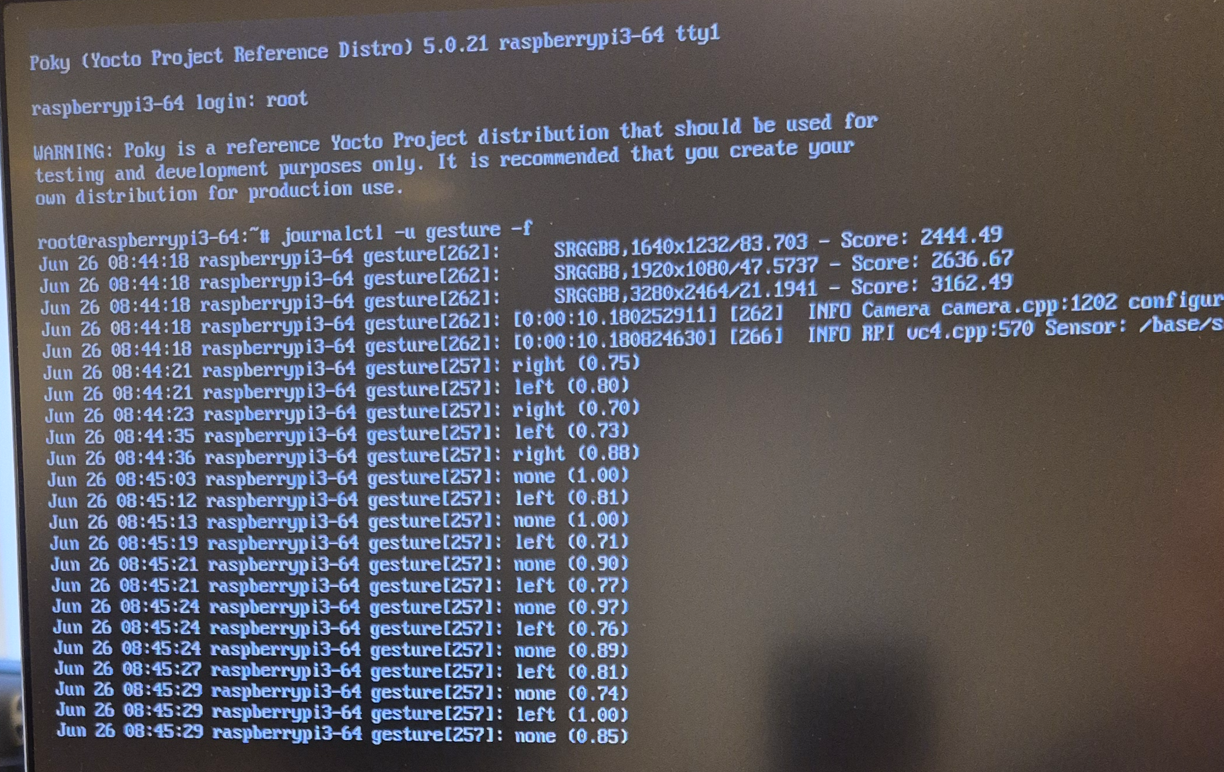 Poky (Yocto Project Reference Distro) 5.0.21 raspberrypi3-64 tty1
raspberrypi3-64 login: root
WARNING: Poky is a reference Yocto Project distribution that should be used for
testing and development purposes only. It is recommended that you create your
own distribution for production use.
root@raspberrypi3-64:~# journalctl -u gesture -f
Jun 26 08:44:18 raspberrypi3-64 gesture[262]: SRGGB8,1640x1232/83.703 - Score: 2444.49
Jun 26 08:44:18 raspberrypi3-64 gesture[262]: SRGGB8,1920x1080/47.5737 - Score: 2636.67
Jun 26 08:44:18 raspberrypi3-64 gesture[262]: SRGGB8,3280x2464/21.1941 - Score: 3162.49
Jun 26 08:44:18 raspberrypi3-64 gesture[262]: [0:00:10.180252911] [262] INFO Camera camera.cpp:1202 configur
Jun 26 08:44:18 raspberrypi3-64 gesture[262]: [0:00:10.180824630] [266] INFO RPI vc4.cpp:570 Sensor: /base/s
Jun 26 08:44:21 raspberrypi3-64 gesture[257]: right (0.75)
Jun 26 08:44:21 raspberrypi3-64 gesture[257]: left (0.80)
Jun 26 08:44:23 raspberrypi3-64 gesture[257]: right (0.70)
Jun 26 08:44:35 raspberrypi3-64 gesture[257]: left (0.73)
Jun 26 08:44:36 raspberrypi3-64 gesture[257]: right (0.88)
Jun 26 08:45:03 raspberrypi3-64 gesture[257]: none (1.00)
Jun 26 08:45:12 raspberrypi3-64 gesture[257]: left (0.81)
Jun 26 08:45:13 raspberrypi3-64 gesture[257]: none (1.00)
Jun 26 08:45:19 raspberrypi3-64 gesture[257]: left (0.71)
Jun 26 08:45:21 raspberrypi3-64 gesture[257]: none (0.90)
Jun 26 08:45:21 raspberrypi3-64 gesture[257]: left (0.77)
Jun 26 08:45:24 raspberrypi3-64 gesture[257]: none (0.97)
Jun 26 08:45:24 raspberrypi3-64 gesture[257]: left (0.76)
Jun 26 08:45:24 raspberrypi3-64 gesture[257]: none (0.89)
Jun 26 08:45:27 raspberrypi3-64 gesture[257]: left (0.81)
Jun 26 08:45:29 raspberrypi3-64 gesture[257]: none (0.74)
Jun 26 08:45:29 raspberrypi3-64 gesture[257]: left (1.00)
Jun 26 08:45:29 raspberrypi3-64 gesture[257]: none (0.85)